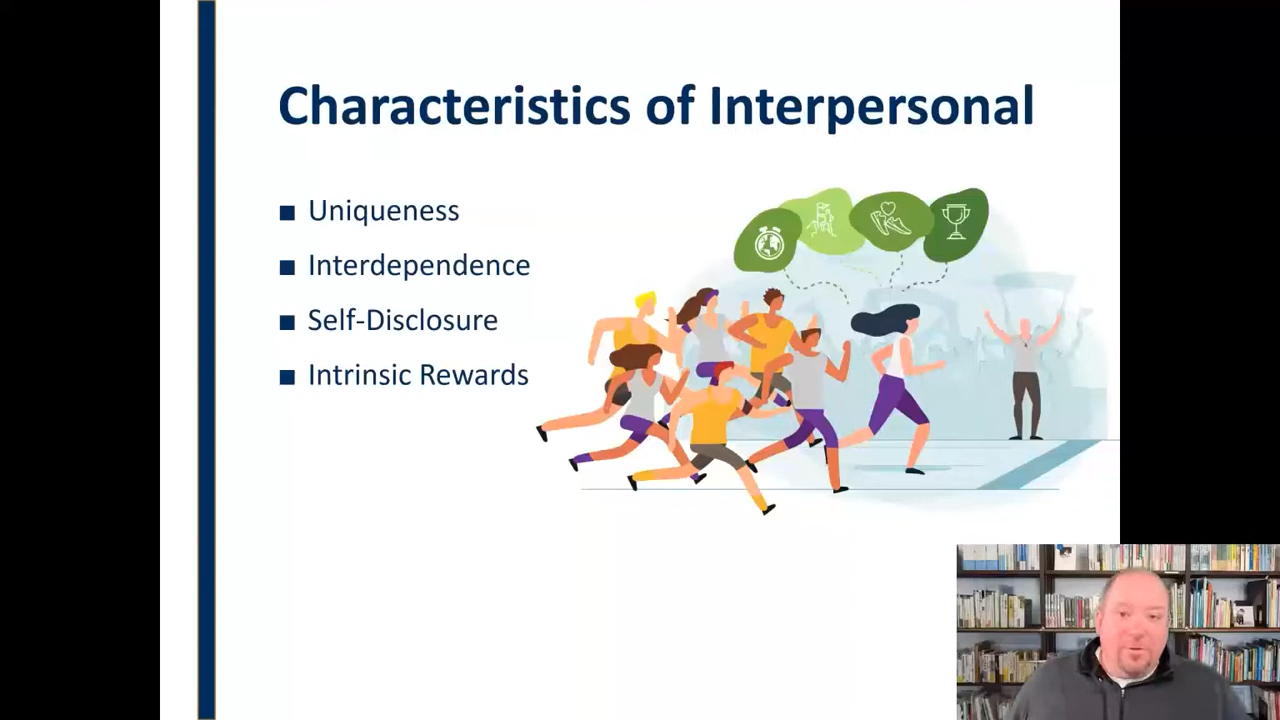 Characteristics of Interpersonal
Uniqueness
Interdependence
Self-Disclosure
Intrinsic Rewards